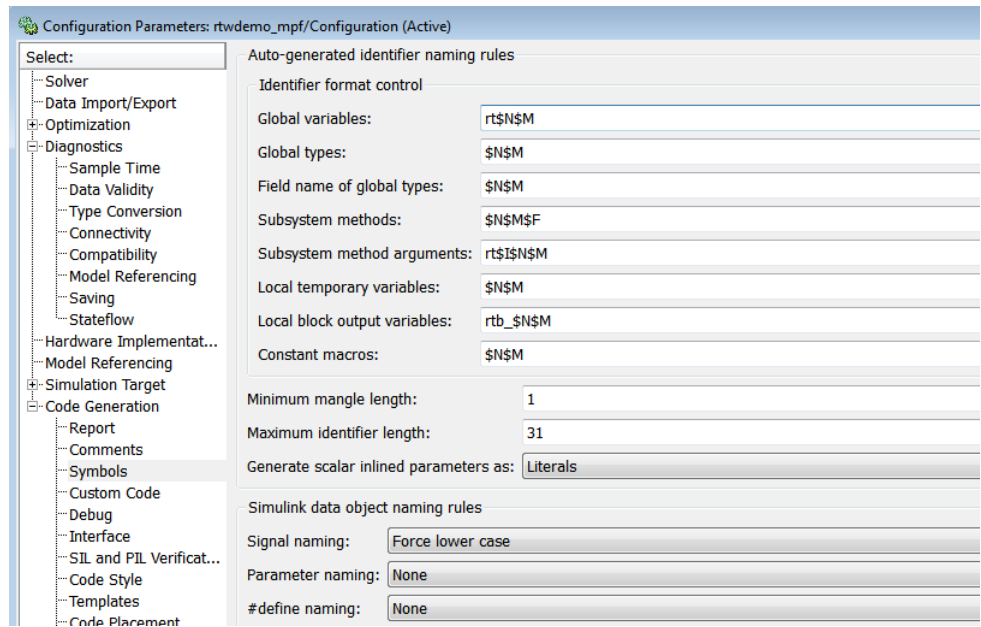 Configuration Parameters: rtwdemo_mpf/Configuration (Active)
Select:
Solver
Data Import/Export
Optimization
Diagnostics
Sample Time
Data Validity
Type Conversion
Connectivity
Compatibility
Model Referencing
Saving
Stateflow
Hardware Implementat...
Model Referencing
Simulation Target
Code Generation
Report
Comments
Symbols
Custom Code
Debug
Interface
SIL and PIL Verificat...
Code Style
Templates
Code Placement
Auto-generated identifier naming rules
Identifier format control
Global variables: rt$N$M
Global types: $N$M
Field name of global types: $N$M
Subsystem methods: $N$M$F
Subsystem method arguments: rt$I$N$M
Local temporary variables: $N$M
Local block output variables: rtb_$N$M
Constant macros: $N$M
Minimum mangle length: 1
Maximum identifier length: 31
Generate scalar inlined parameters as: Literals
Simulink data object naming rules
Signal naming: Force lower case
Parameter naming: None
#define naming: None